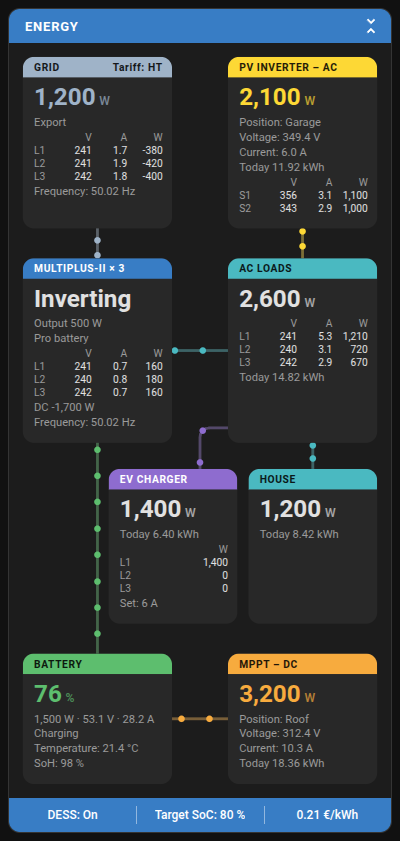 ENERGY
GRID Tariff: HT
1,200 W
Export
V A W
L1 241 1.7 -380
L2 241 1.9 -420
L3 242 1.8 -400
Frequency: 50.02 Hz
PV INVERTER – AC
2,100 W
Position: Garage
Voltage: 349.4 V
Current: 6.0 A
Today 11.92 kWh
V A W
S1 356 3.1 1,100
S2 343 2.9 1,000
MULTIPLUS-II × 3
Inverting
Output 500 W
Pro battery
V A W
L1 241 0.7 160
L2 240 0.8 180
L3 242 0.7 160
DC -1,700 W
Frequency: 50.02 Hz
AC LOADS
2,600 W
V A W
L1 241 5.3 1,210
L2 240 3.1 720
L3 242 2.9 670
Today 14.82 kWh
EV CHARGER
1,400 W
Today 6.40 kWh
W
L1 1,400
L2 0
L3 0
Set: 6 A
HOUSE
1,200 W
Today 8.42 kWh
BATTERY
76 %
1,500 W · 53.1 V · 28.2 A
Charging
Temperature: 21.4 °C
SoH: 98 %
MPPT – DC
3,200 W
Position: Roof
Voltage: 312.4 V
Current: 10.3 A
Today 18.36 kWh
DESS: On Target SoC: 80 % 0.21 €/kWh